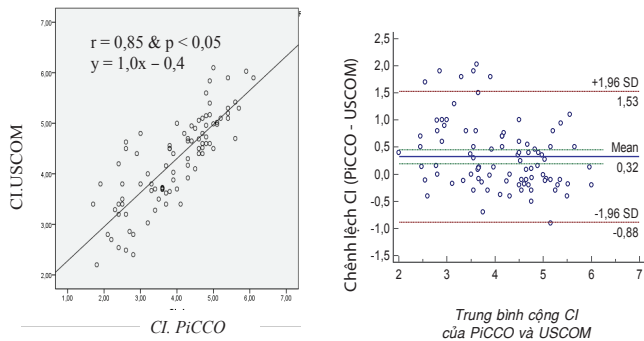 r = 0,85 & p < 0,05
y = 1,0x – 0,4
CI.USCOM
7,00
6,00
5,00
4,00
3,00
2,00
1,00 2,00 3,00 4,00 5,00 6,00 7,00
CI. PiCCO
Chênh lệch CI (PiCCO - USCOM)
2,5
2,0
1,5
1,0
0,5
0,0
-0,5
-1,0
-1,5
+1,96 SD
1,53
Mean
0,32
-1,96 SD
-0,88
2 3 4 5 6 7
Trung bình cộng CI
của PiCCO và USCOM